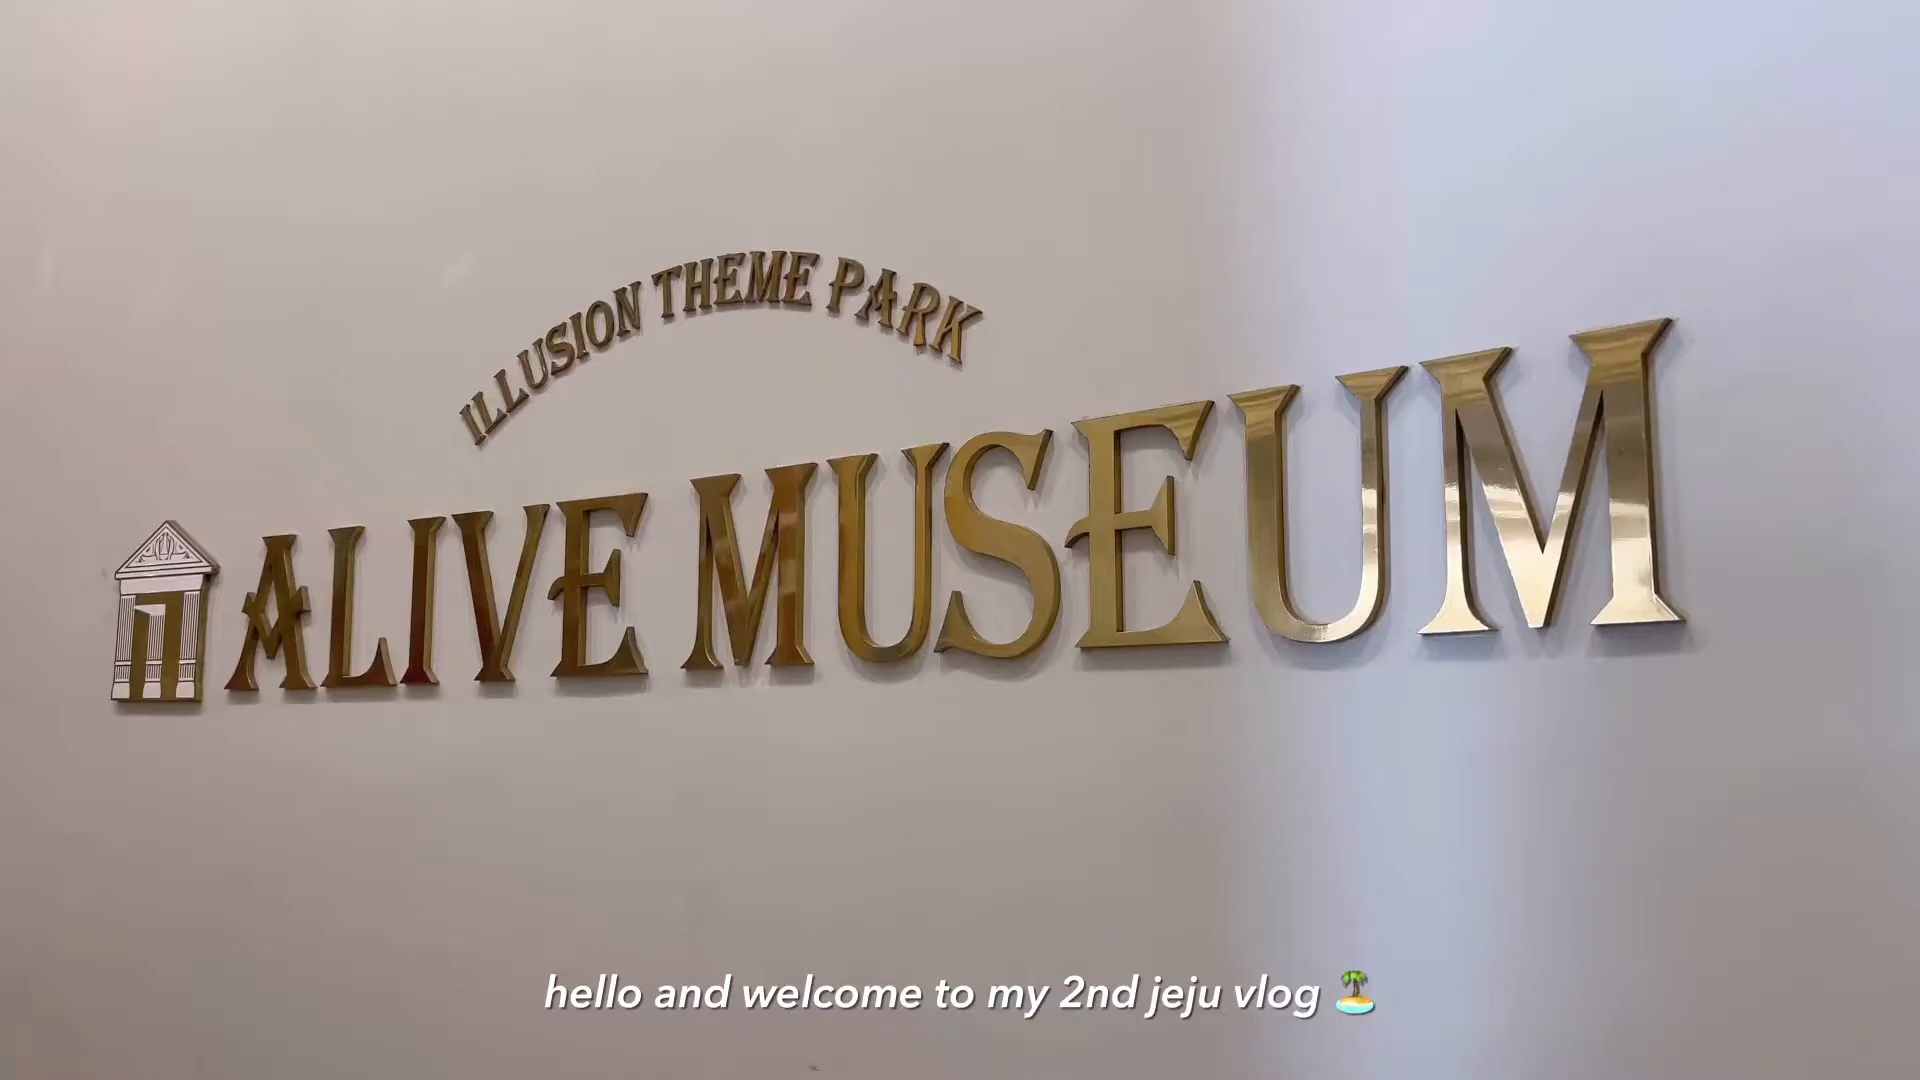 ILLUSION THEME PARK
ALIVE MUSEUM
hello and welcome to my 2nd jeju vlog 🏝️